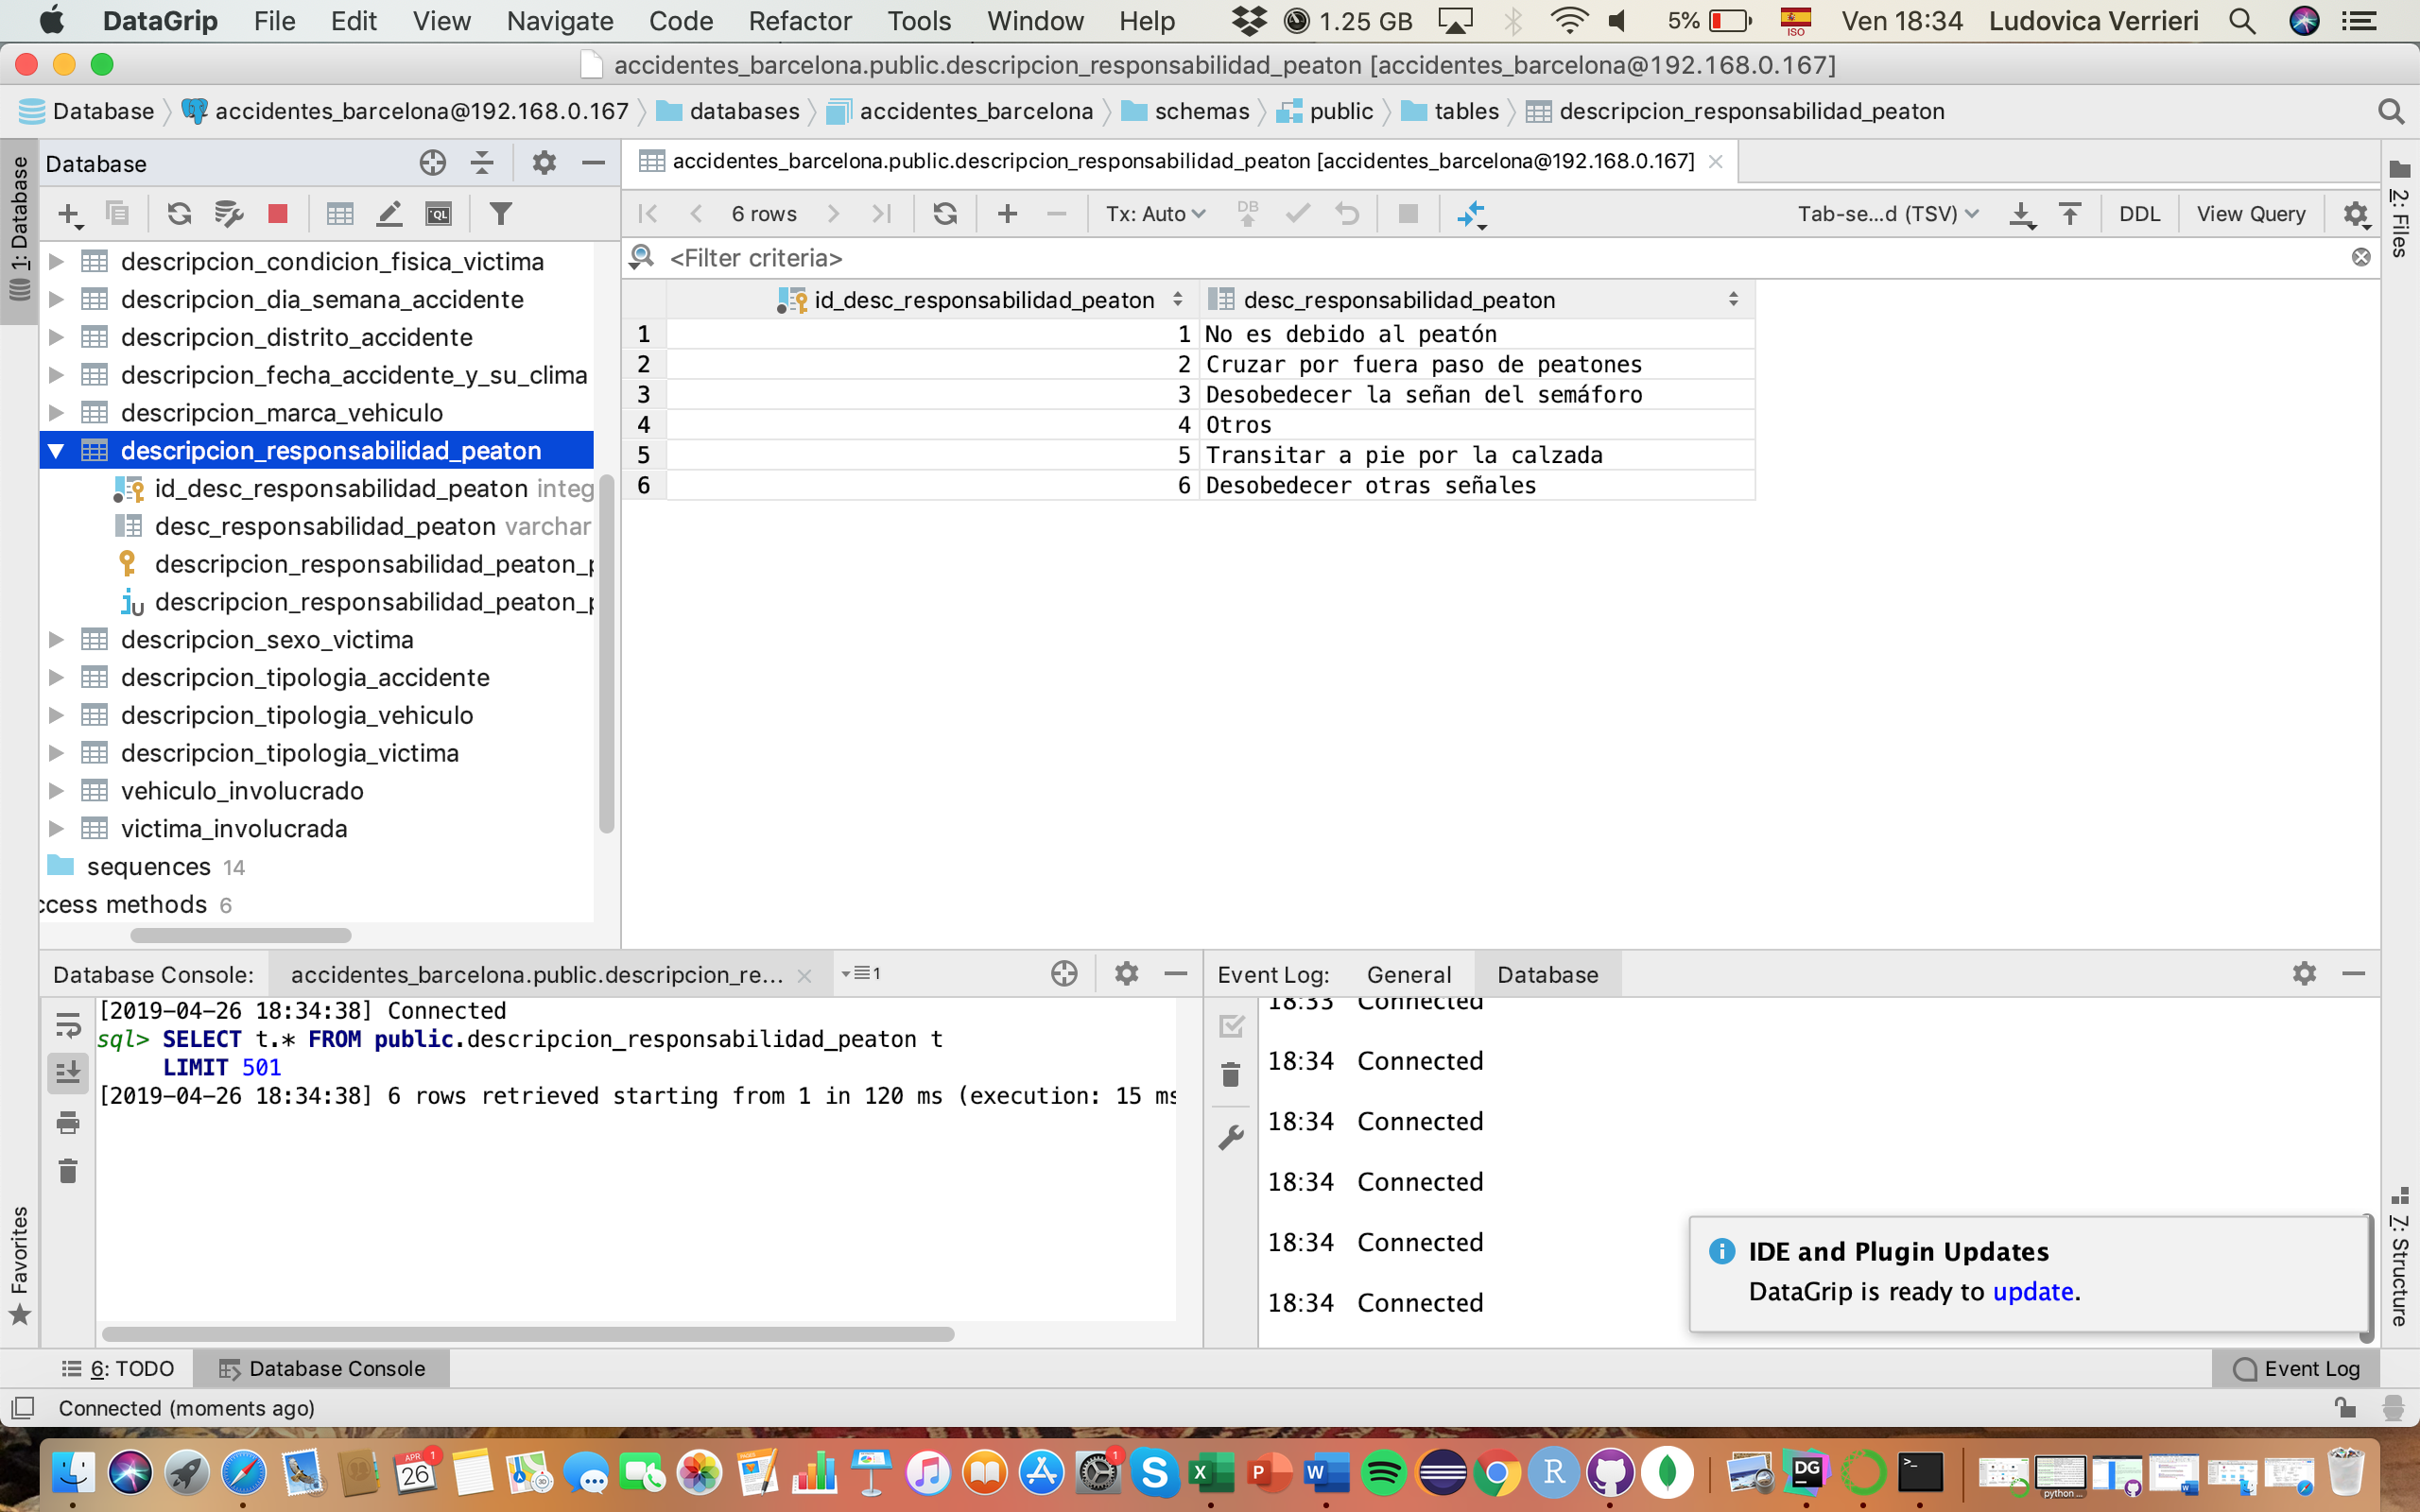 DataGrip File Edit View Navigate Code Refactor Tools Window Help 1.25 GB 5% ISO Ven 18:34 Ludovica Verrieri
accidentes_barcelona.public.descripcion_responsabilidad_peaton [accidentes_barcelona@192.168.0.167]
Database accidentes_barcelona@192.168.0.167 databases accidentes_barcelona schemas public tables descripcion_responsabilidad_peaton
1: Database
Database
accidentes_barcelona.public.descripcion_responsabilidad_peaton [accidentes_barcelona@192.168.0.167]
2: Files
QL
6 rows Tx: Auto DB Tab-se...d (TSV) DDL View Query
<Filter criteria>
descripcion_condicion_fisica_victima
descripcion_dia_semana_accidente
descripcion_distrito_accidente
descripcion_fecha_accidente_y_su_clima
descripcion_marca_vehiculo
descripcion_responsabilidad_peaton
id_desc_responsabilidad_peaton integ
desc_responsabilidad_peaton varchar
descripcion_responsabilidad_peaton_p
descripcion_responsabilidad_peaton_p
descripcion_sexo_victima
descripcion_tipologia_accidente
descripcion_tipologia_vehiculo
descripcion_tipologia_victima
vehiculo_involucrado
victima_involucrada
sequences 14
ccess methods 6
id_desc_responsabilidad_peaton desc_responsabilidad_peaton
1 1 No es debido al peatón
2 2 Cruzar por fuera paso de peatones
3 3 Desobedecer la señan del semáforo
4 4 Otros
5 5 Transitar a pie por la calzada
6 6 Desobedecer otras señales
Database Console: accidentes_barcelona.public.descripcion_re... 1
[2019-04-26 18:34:38] Connected
sql> SELECT t.* FROM public.descripcion_responsabilidad_peaton t
LIMIT 501
[2019-04-26 18:34:38] 6 rows retrieved starting from 1 in 120 ms (execution: 15 ms
Event Log: General Database
18:33 Connected
18:34 Connected
18:34 Connected
18:34 Connected
18:34 Connected
18:34 Connected
IDE and Plugin Updates
DataGrip is ready to update.
Favorites
7: Structure
6: TODO Database Console Event Log
Connected (moments ago)
APR 26 1
1
S X P W R DG >_
python ...